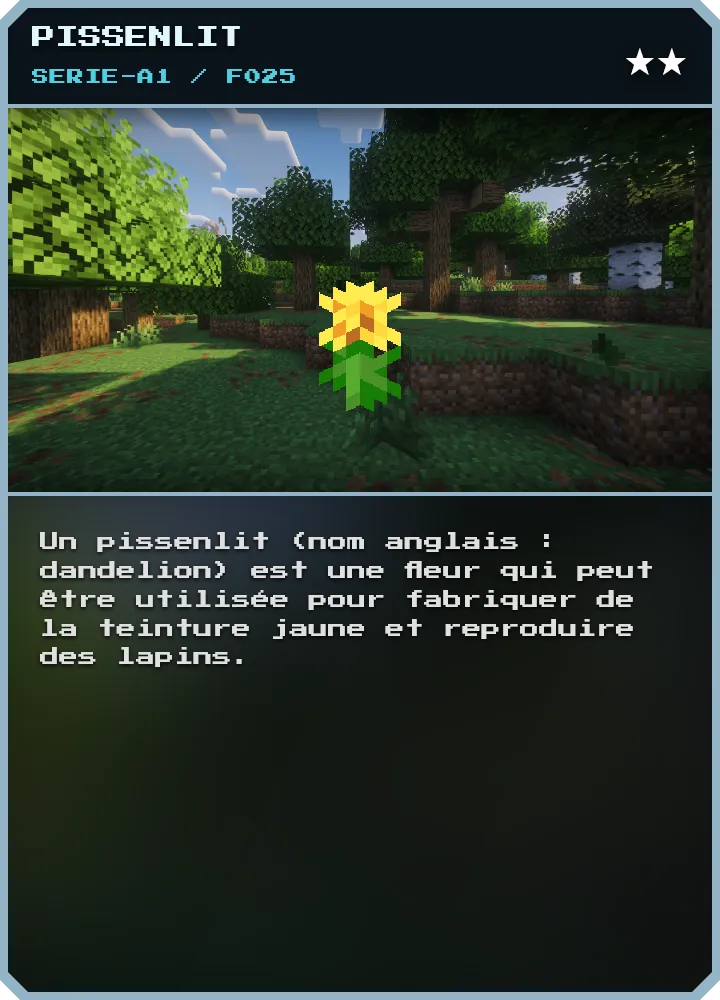 PISSENLIT
SERIE-A1 / F025
★★
Un pissenlit (nom anglais :
dandelion) est une fleur qui peut
être utilisée pour fabriquer de
la teinture jaune et reproduire
des lapins.